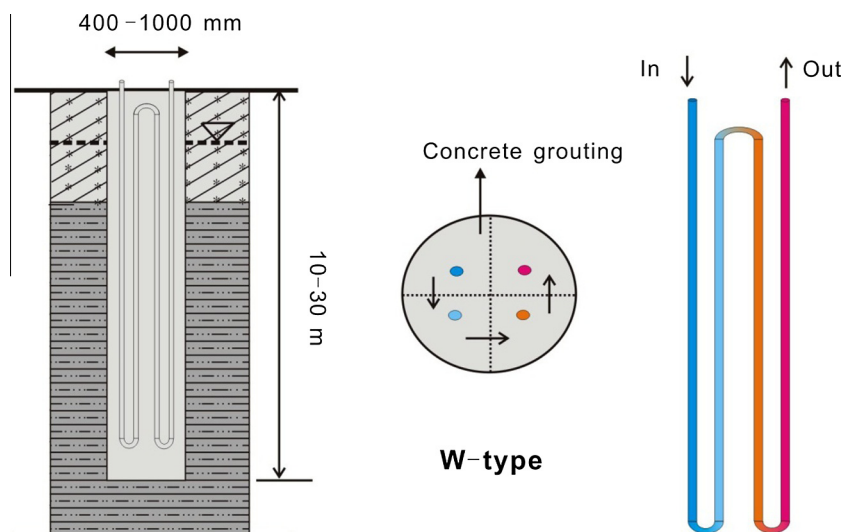 400-1000 mm
10-30 m
Concrete grouting
W-type
In
Out